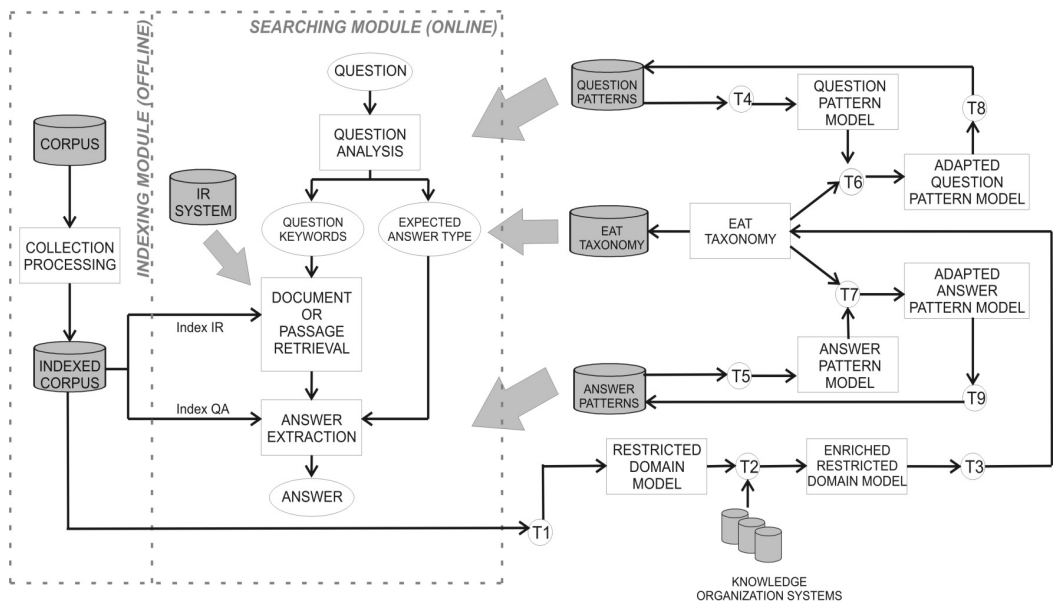 SEARCHING MODULE (ONLINE)
INDEXING MODULE (OFFLINE)
CORPUS
COLLECTION
PROCESSING
INDEXED
CORPUS
IR
SYSTEM
QUESTION
QUESTION
ANALYSIS
QUESTION
KEYWORDS
EXPECTED
ANSWER TYPE
DOCUMENT
OR
PASSAGE
RETRIEVAL
Index IR
Index QA
ANSWER
EXTRACTION
ANSWER
QUESTION
PATTERNS
T4
QUESTION
PATTERN
MODEL
T8
T6
ADAPTED
QUESTION
PATTERN MODEL
EAT
TAXONOMY
EAT
TAXONOMY
T7
ADAPTED
ANSWER
PATTERN MODEL
ANSWER
PATTERNS
T5
ANSWER
PATTERN
MODEL
T9
T1
RESTRICTED
DOMAIN
MODEL
T2
ENRICHED
RESTRICTED
DOMAIN MODEL
T3
KNOWLEDGE
ORGANIZATION SYSTEMS